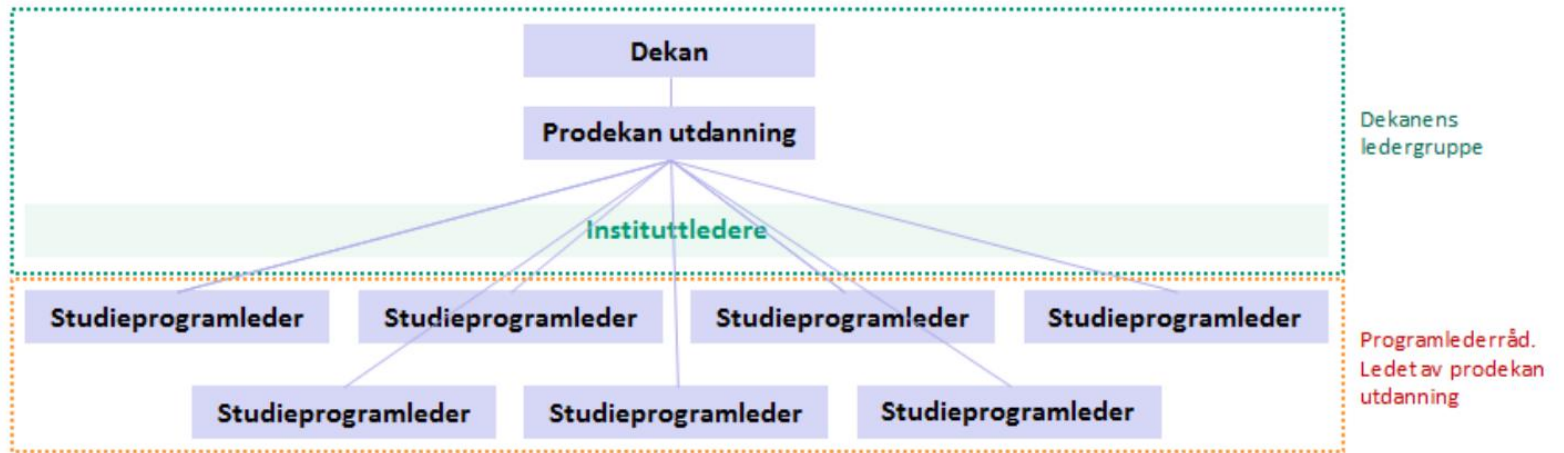 Dekan
Prodekan utdanning
Dekanens
ledergruppe
Instituttledere
Studieprogramleder
Studieprogramleder
Studieprogramleder
Studieprogramleder
Programlederråd.
Ledet av prodekan
utdanning
Studieprogramleder
Studieprogramleder
Studieprogramleder